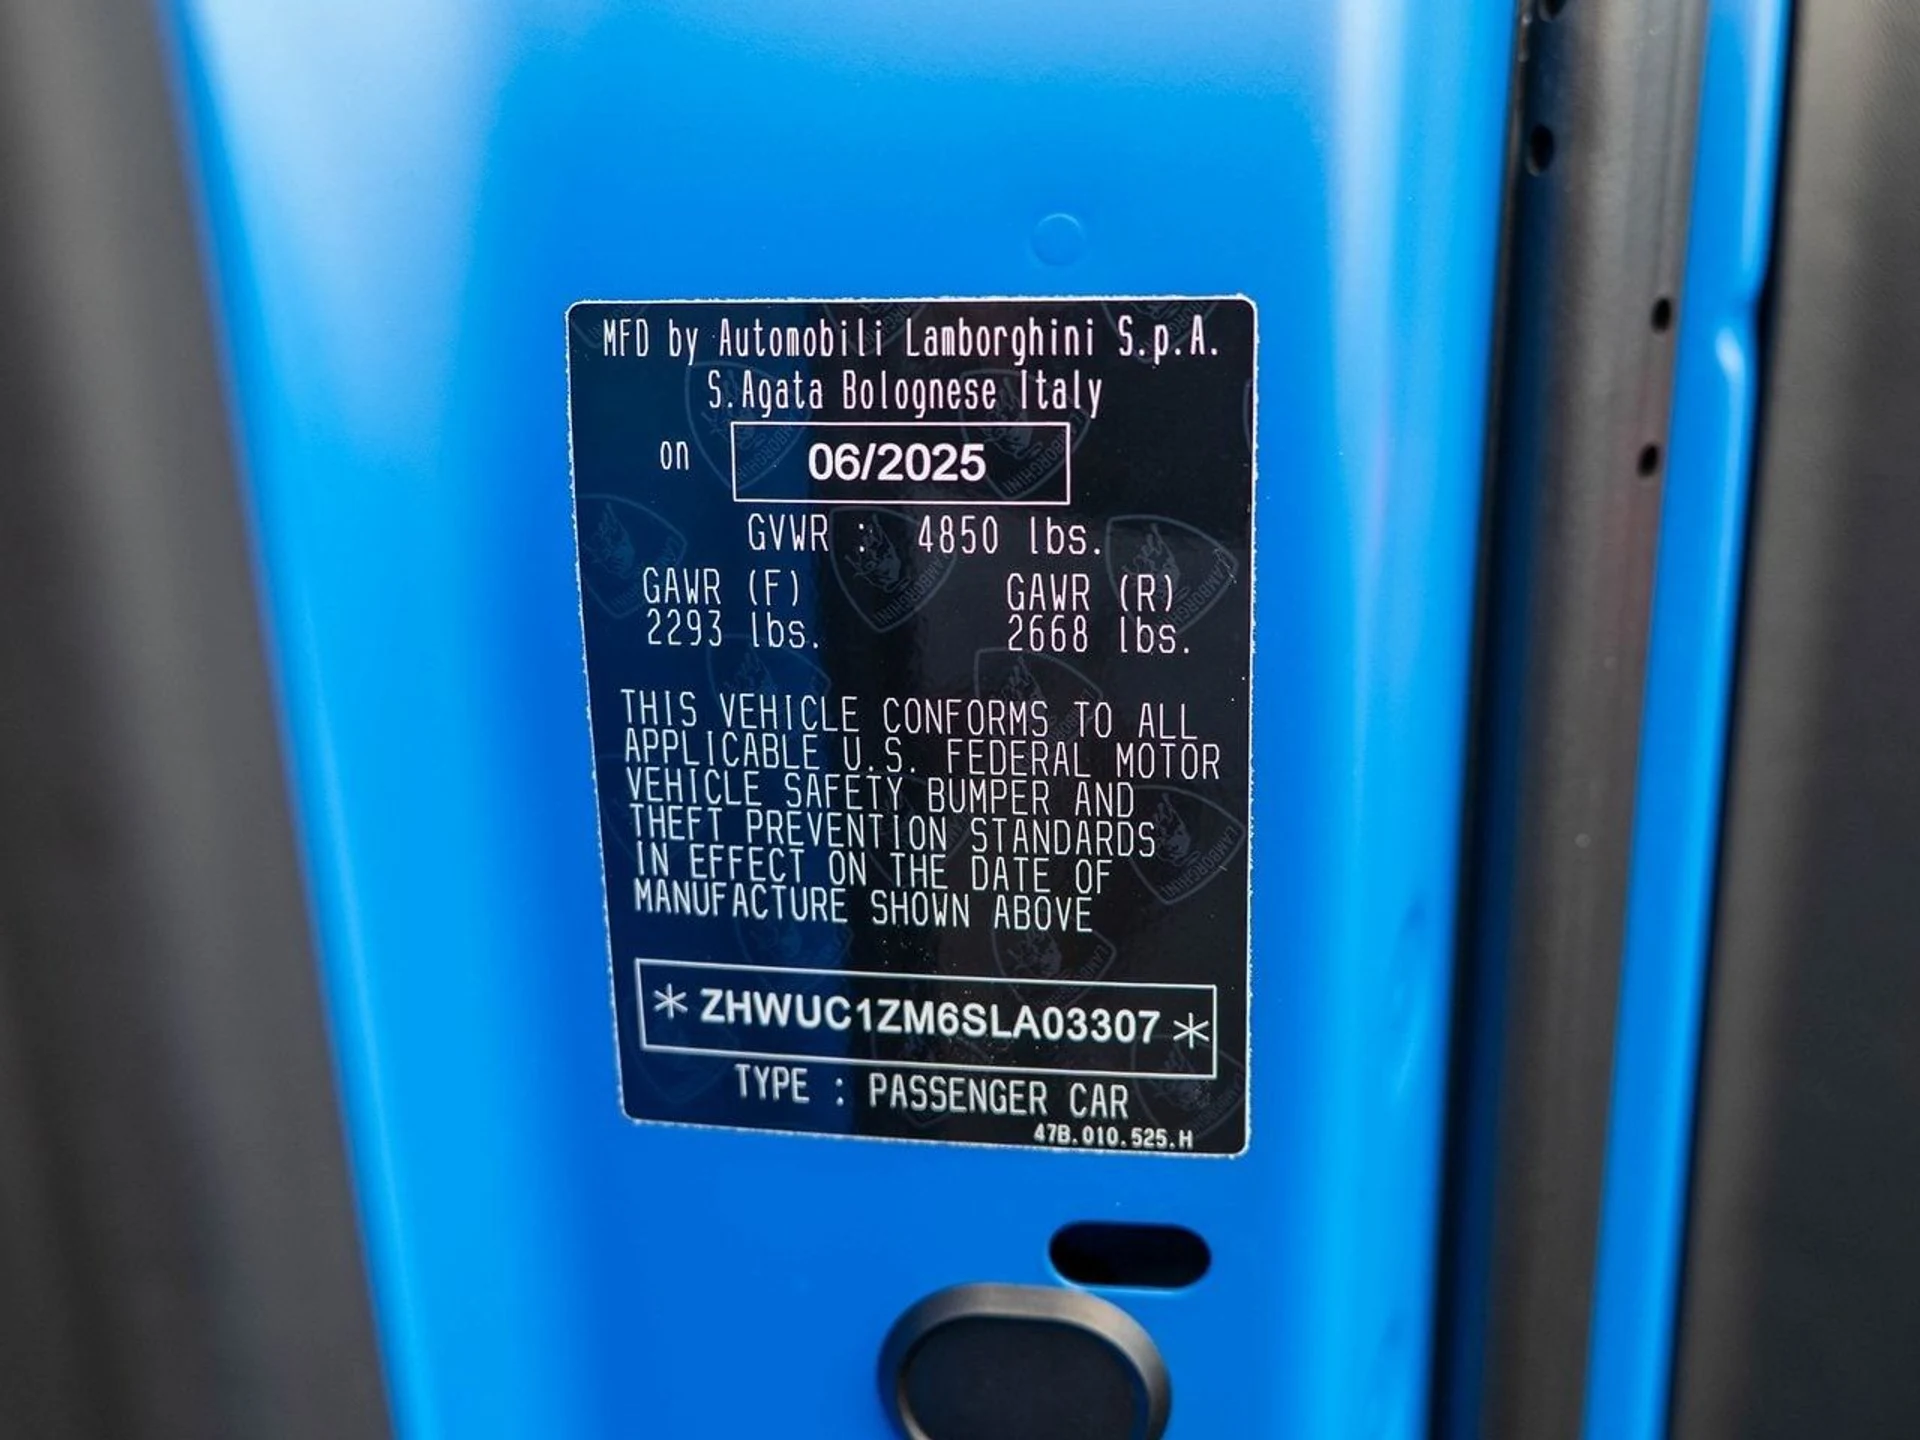 MFD by Automobili Lamborghini S.p.A.
S.Agata Bolognese Italy
on 06/2025
GVWR : 4850 lbs.
GAWR (F) GAWR (R)
2293 lbs. 2668 lbs.
THIS VEHICLE CONFORMS TO ALL
APPLICABLE U.S. FEDERAL MOTOR
VEHICLE SAFETY BUMPER AND
THEFT PREVENTION STANDARDS
IN EFFECT ON THE DATE OF
MANUFACTURE SHOWN ABOVE
* ZHWUC1ZM6SLA03307 *
TYPE : PASSENGER CAR
47B.010.525.H